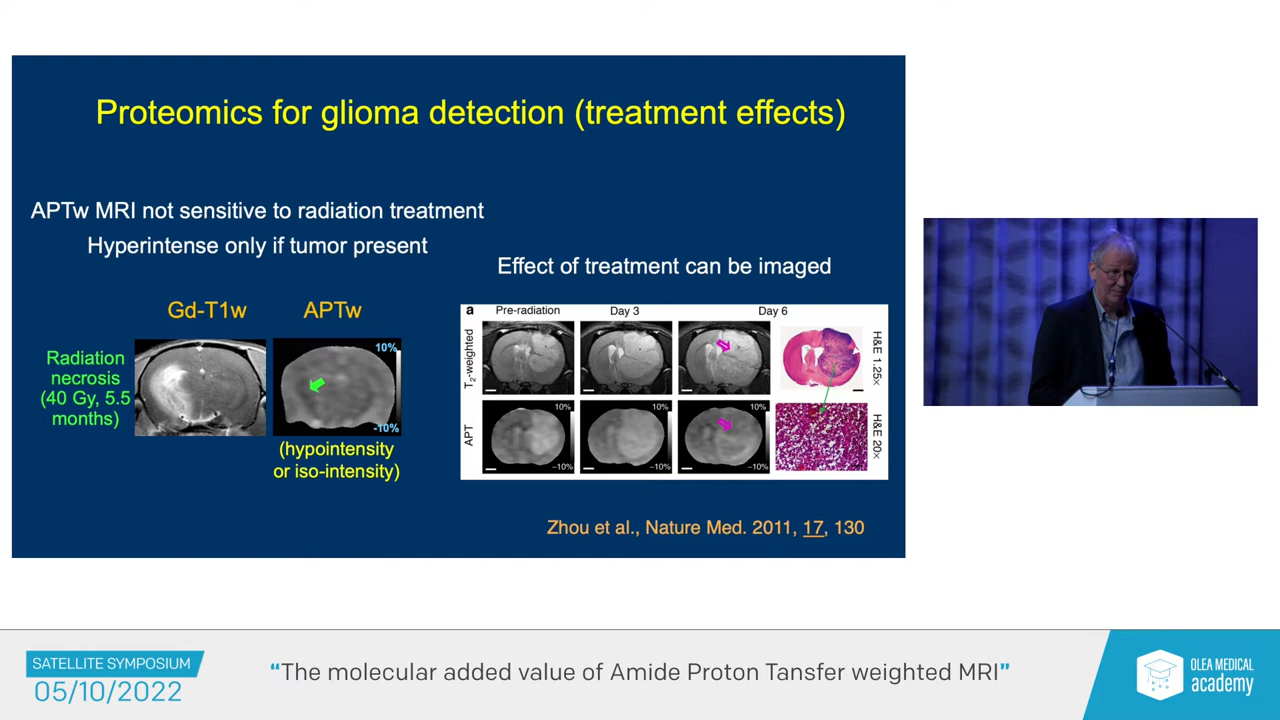 Proteomics for glioma detection (treatment effects)
APTw MRI not sensitive to radiation treatment
Hyperintense only if tumor present
Effect of treatment can be imaged
Gd-T1w
APTw
Radiation
necrosis
(40 Gy, 5.5
months)
10%
-10%
(hypointensity
or iso-intensity)
a
Pre-radiation
Day 3
Day 6
T2-weighted
H&E 1.25×
APT
10%
−10%
10%
−10%
10%
−10%
H&E 20×
Zhou et al., Nature Med. 2011, 17, 130
SATELLITE SYMPOSIUM
05/10/2022
“The molecular added value of Amide Proton Tansfer weighted MRI”
OLEA MEDICAL
academy